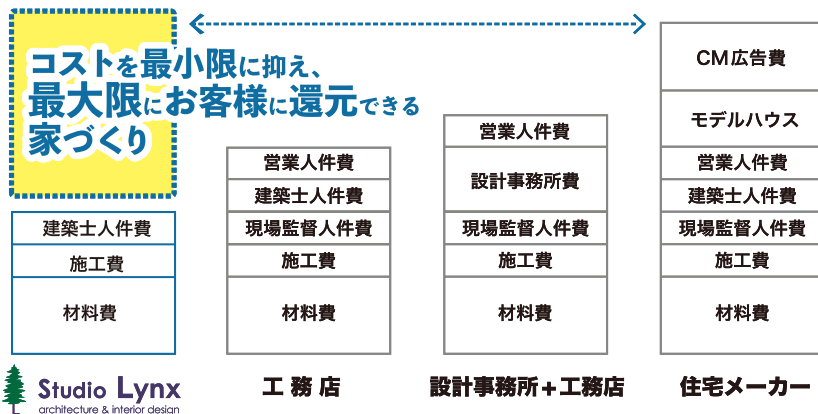 コストを最小限に抑え、
最大限にお客様に還元できる
家づくり
建築士人件費
施工費
材料費
Studio Lynx
architecture & interior design
営業人件費
建築士人件費
現場監督人件費
施工費
材料費
工務店
営業人件費
設計事務所費
現場監督人件費
施工費
材料費
設計事務所+工務店
CM広告費
モデルハウス
営業人件費
建築士人件費
現場監督人件費
施工費
材料費
住宅メーカー